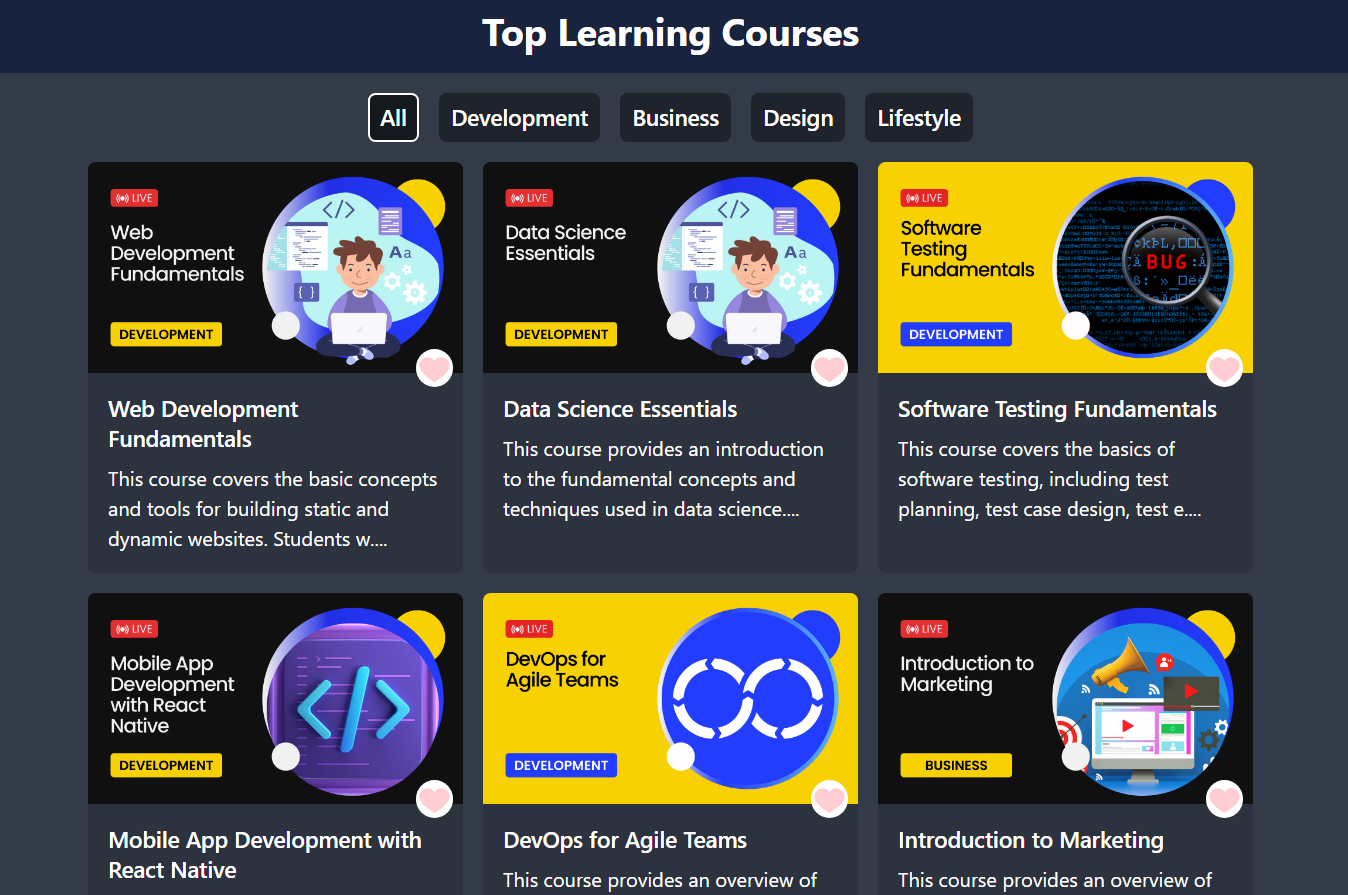 Top Learning Courses
All Development Business Design Lifestyle
LIVE
Web
Development
Fundamentals
</>
Aa
{ }
DEVELOPMENT
Web Development
Fundamentals
This course covers the basic concepts
and tools for building static and
dynamic websites. Students w....
LIVE
Data Science
Essentials
</>
Aa
{ }
DEVELOPMENT
Data Science Essentials
This course provides an introduction
to the fundamental concepts and
techniques used in data science....
LIVE
Software
Testing
Fundamentals
BUG
DEVELOPMENT
Software Testing Fundamentals
This course covers the basics of
software testing, including test
planning, test case design, test e....
LIVE
Mobile App
Development
with React
Native
</>
DEVELOPMENT
Mobile App Development with
React Native
LIVE
DevOps for
Agile Teams
DEVELOPMENT
DevOps for Agile Teams
This course provides an overview of
LIVE
Introduction to
Marketing
BUSINESS
Introduction to Marketing
This course provides an overview of